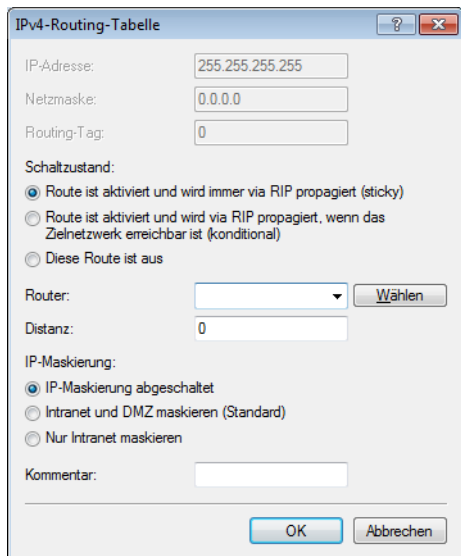 IPv4-Routing-Tabelle
IP-Adresse: 255.255.255.255
Netzmaske: 0.0.0.0
Routing-Tag: 0
Schaltzustand:
Route ist aktiviert und wird immer via RIP propagiert (sticky)
Route ist aktiviert und wird via RIP propagiert, wenn das
Zielnetzwerk erreichbar ist (konditional)
Diese Route ist aus
Router: Wählen
Distanz: 0
IP-Maskierung:
IP-Maskierung abgeschaltet
Intranet und DMZ maskieren (Standard)
Nur Intranet maskieren
Kommentar:
OK Abbrechen